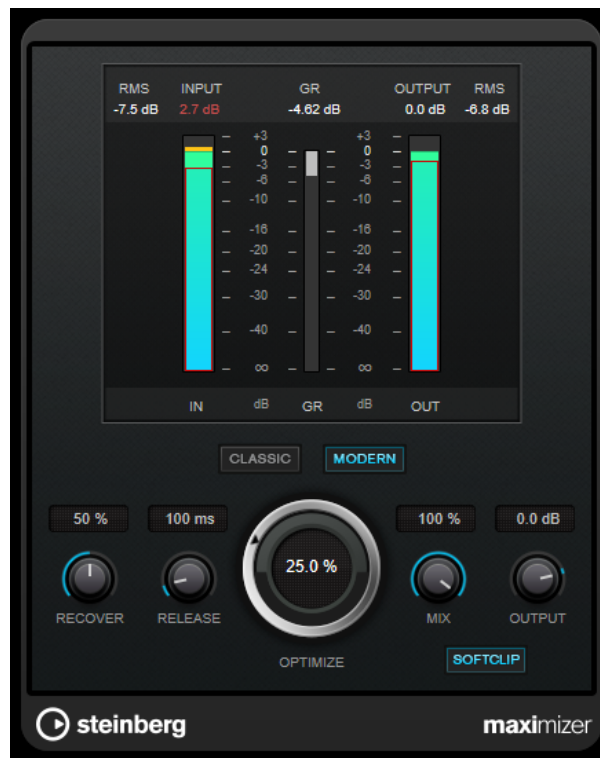 RMS INPUT GR OUTPUT RMS
-7.5 dB 2.7 dB -4.62 dB 0.0 dB -6.8 dB
+3 +3
0 0
-3 -3
-6 -6
-10 -10
-16 -16
-20 -20
-24 -24
-30 -30
-40 -40
∞ ∞
IN dB GR dB OUT
CLASSIC MODERN
50 % 100 ms 25.0 % 100 % 0.0 dB
RECOVER RELEASE OPTIMIZE MIX OUTPUT
SOFTCLIP
steinberg maximizer